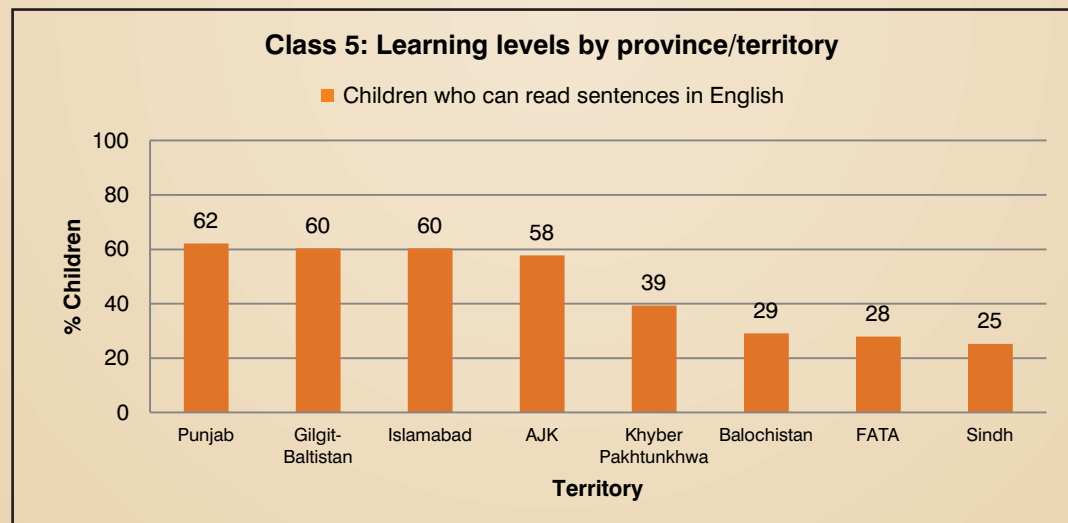 Class 5: Learning levels by province/territory
Children who can read sentences in English
100
80
60
40
20
0
% Children
62
60
60
58
39
29
28
25
Punjab
Gilgit-
Baltistan
Islamabad
AJK
Khyber
Pakhtunkhwa
Balochistan
FATA
Sindh
Territory